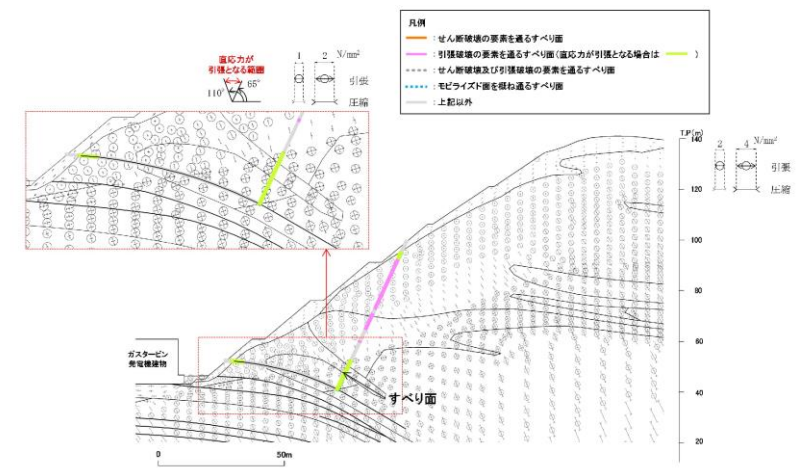 凡例
：せん断破壊の要素を通るすべり面
：引張破壊の要素を通るすべり面（直応力が引張となる場合は　　）
：せん断破壊及び引張破壊の要素を通るすべり面
：モビライズド面を概ね通るすべり面
：上記以外
直応力が
引張となる範囲
110°
65°
1 2 N/mm²
引張
圧縮
T.P.(m)
140
120
100
80
60
40
20
2 4 N/mm²
引張
圧縮
ガスタービン
発電機建物
すべり面
0 50m